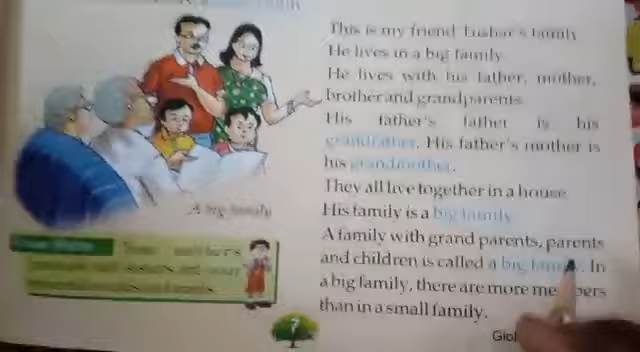 This is my friend Tushar's family
He lives in a big family
He lives with his father, mother,
brother and grandparents
His father's father is his
grandfather. His father's mother is
his grandmother.
They all live together in a house
His family is a big family
A family with grand parents, parents
and children is called a big family. In
a big family, there are more members
than in a small family.
A big family
7